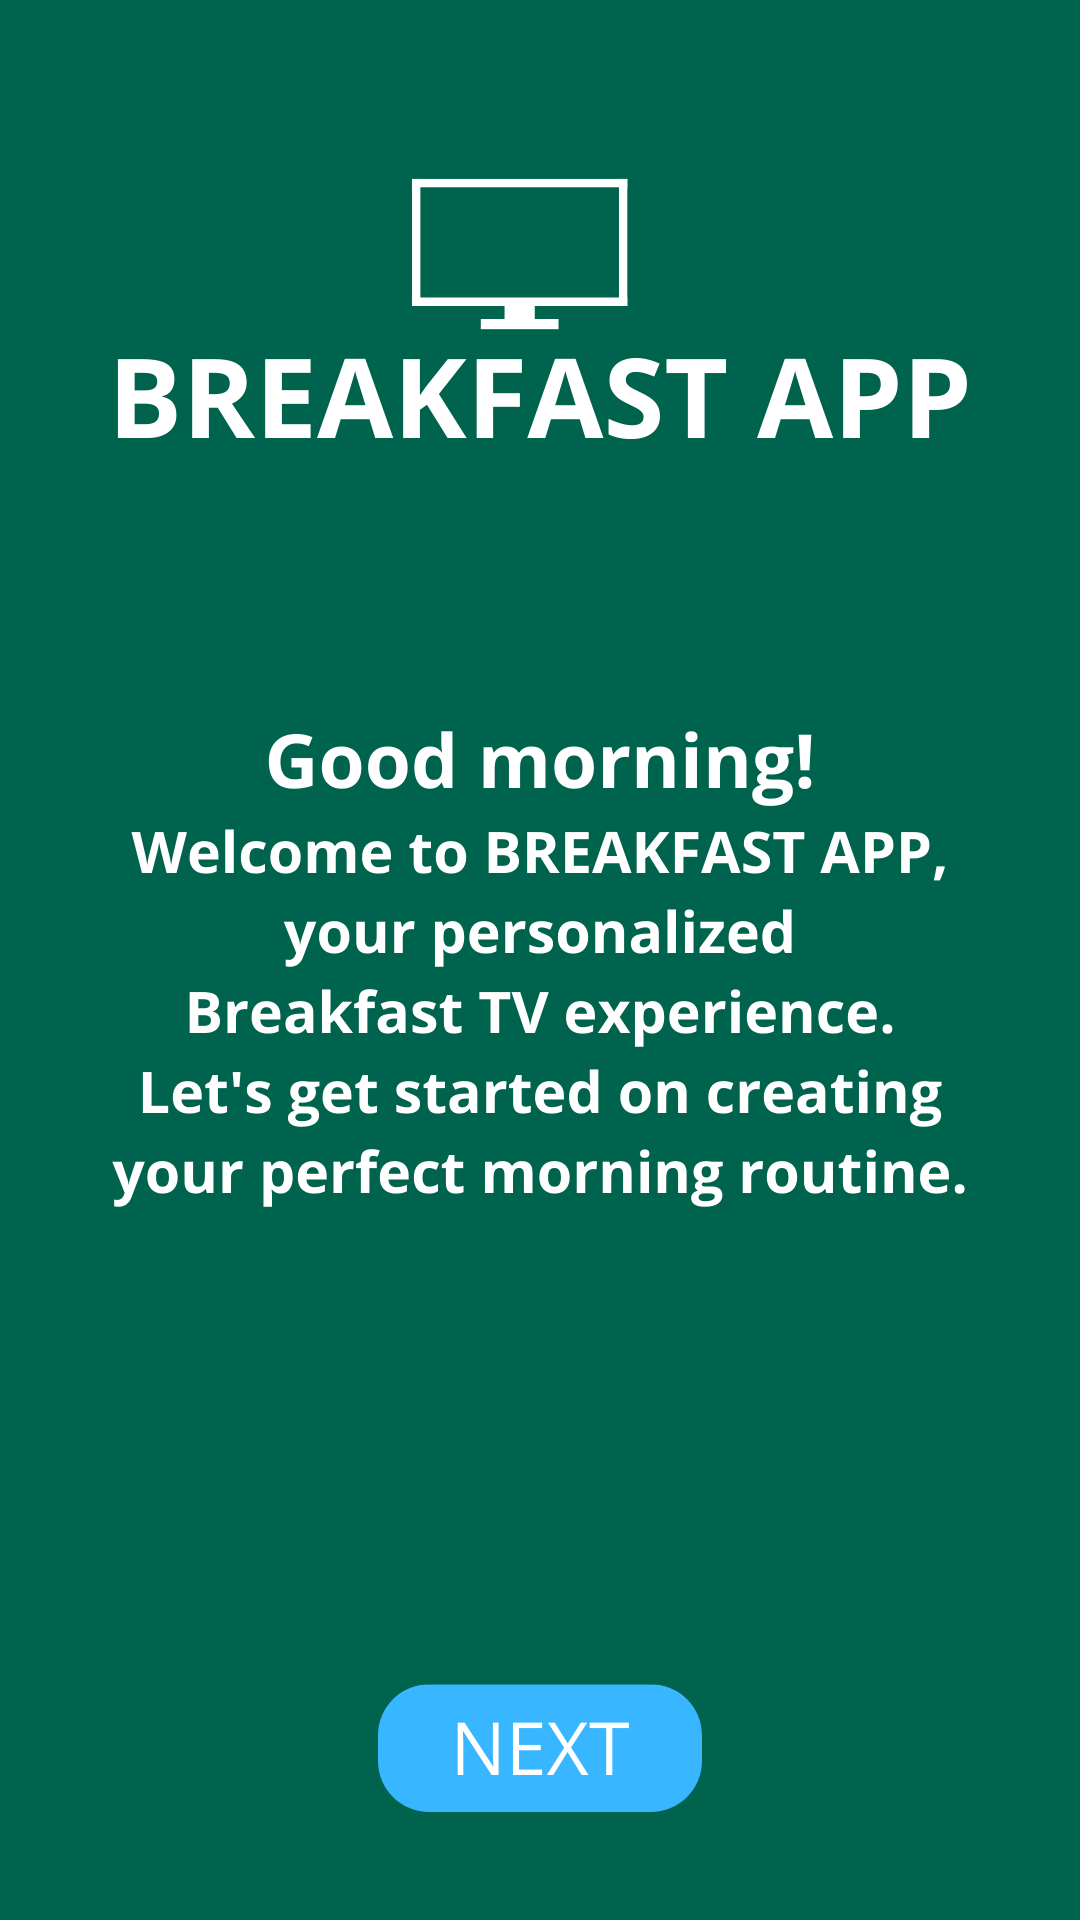 BREAKFAST APP
Good morning!
Welcome to BREAKFAST APP,
your personalized
Breakfast TV experience.
Let's get started on creating
your perfect morning routine.
NEXT